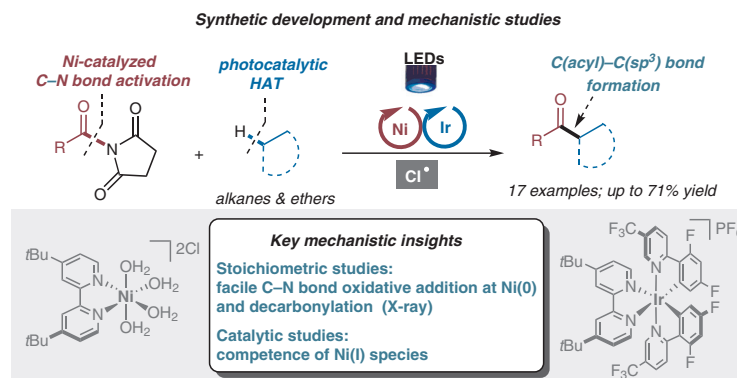 Synthetic development and mechanistic studies
Ni-catalyzed
C–N bond activation
photocatalytic
HAT
LEDs
C(acyl)–C(sp³) bond
formation
O
R
N
O
O
+
H
Ni
Ir
Cl•
O
R
alkanes & ethers
17 examples; up to 71% yield
tBu
tBu
N
N
Ni
OH2
OH2
OH2
OH2
2Cl
Key mechanistic insights
Stoichiometric studies:
facile C–N bond oxidative addition at Ni(0)
and decarbonylation (X-ray)
Catalytic studies:
competence of Ni(I) species
F3C
F
F
tBu
N
N
N
Ir
N
tBu
F
F
F3C